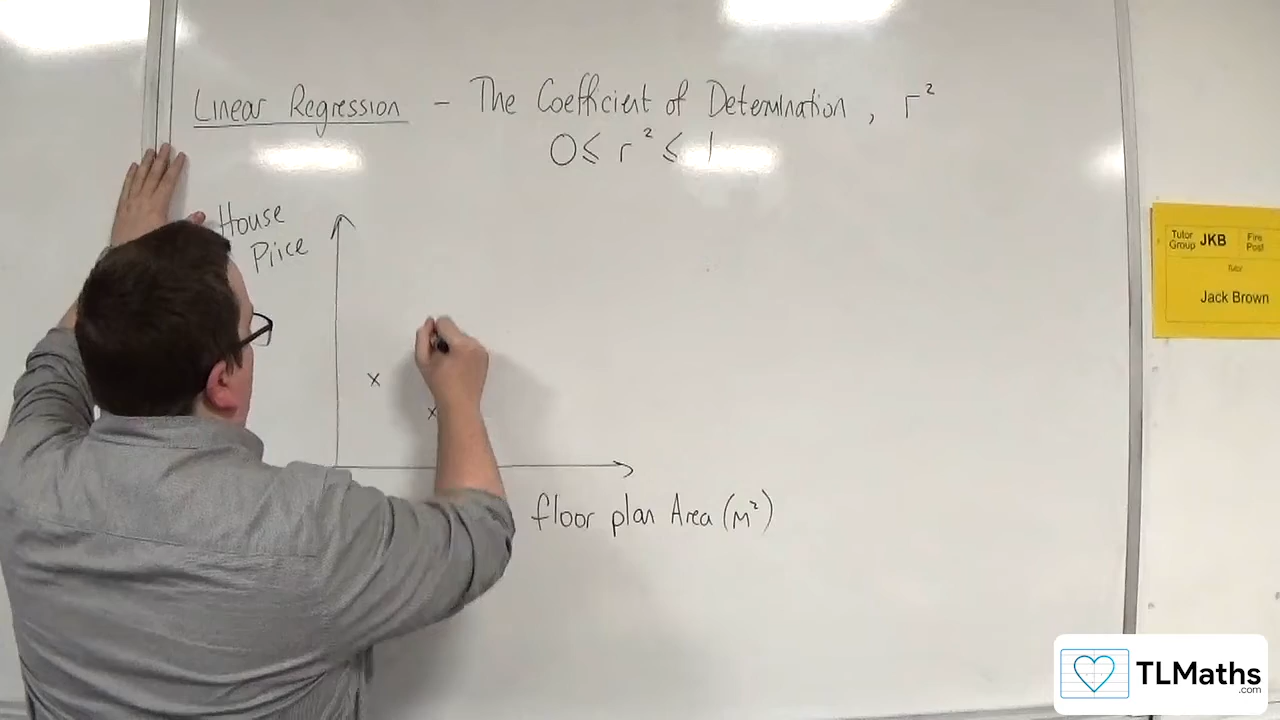 Linear Regression - The Coefficient of Determination, r²
0 ≤ r² ≤ 1
House
Price
x
x
floor plan Area (m²)
Tutor
Group JKB Fire
Post
Tutor
Jack Brown
TLMaths
.com